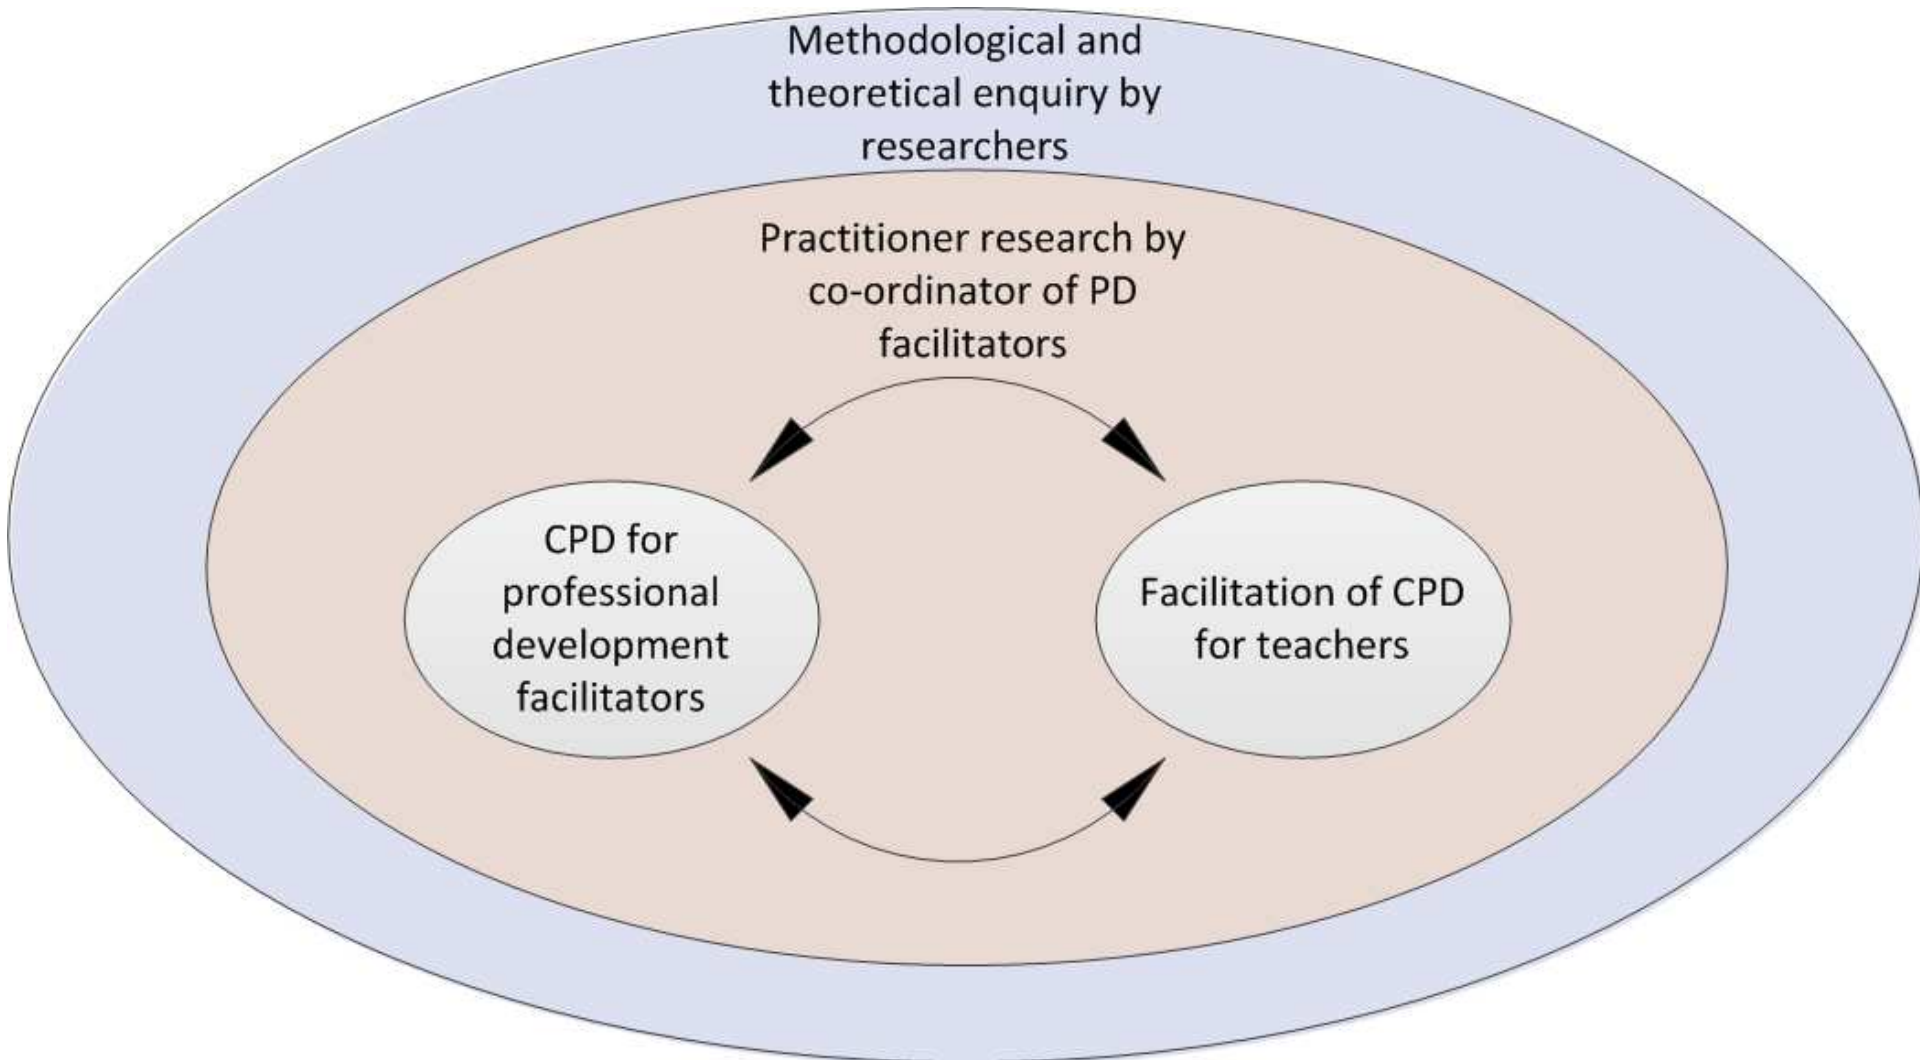 Methodological and
theoretical enquiry by
researchers
Practitioner research by
co-ordinator of PD
facilitators
CPD for
professional
development
facilitators
Facilitation of CPD
for teachers